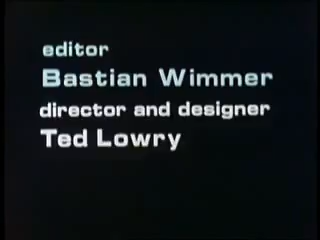 editor
Bastian Wimmer
director and designer
Ted Lowry